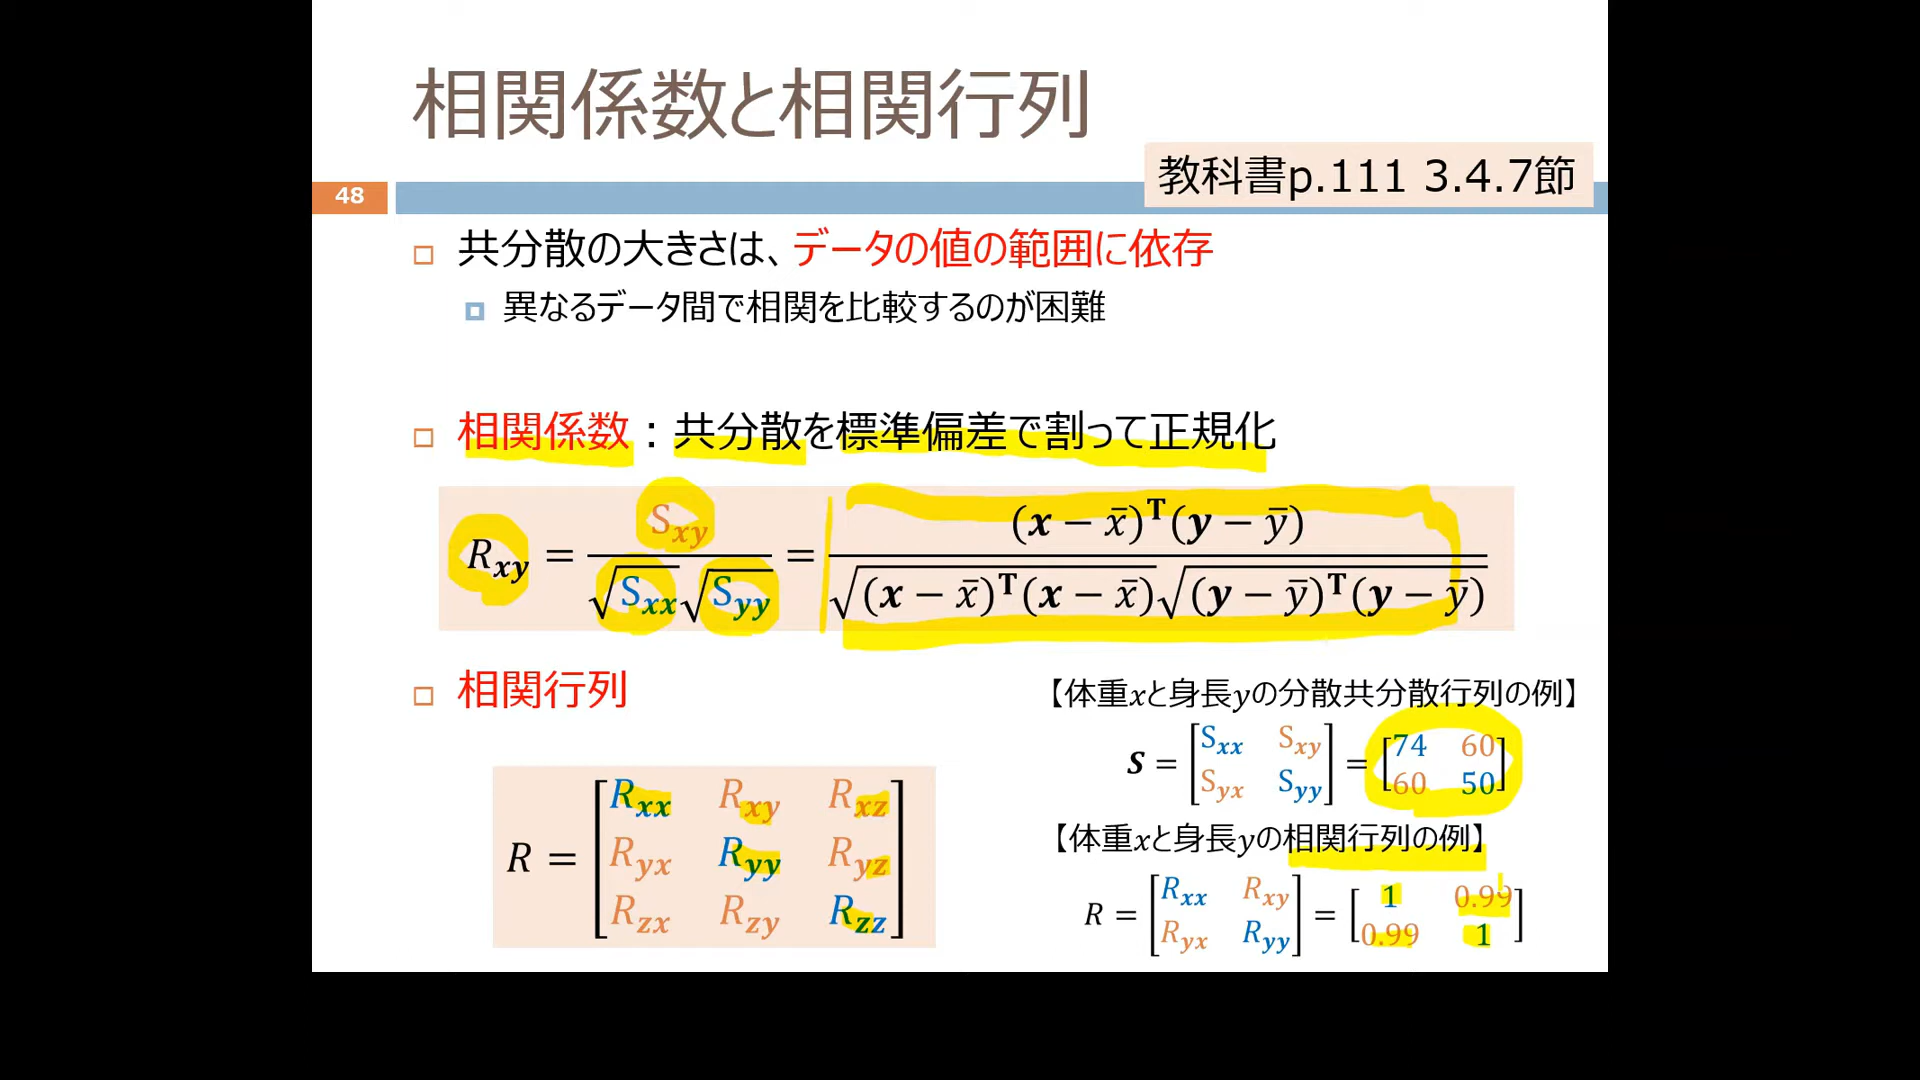 相関係数と相関行列
教科書p.111 3.4.7節
48
共分散の大きさは、データの値の範囲に依存
異なるデータ間で相関を比較するのが困難
相関係数：共分散を標準偏差で割って正規化
R_xy = S_xy / (√S_xx √S_yy) = (x − x̄)^T (y − ȳ) / (√((x − x̄)^T (x − x̄)) √((y − ȳ)^T (y − ȳ)))
相関行列
R = [R_xx R_xy R_xz
R_yx R_yy R_yz
R_zx R_zy R_zz]
【体重xと身長yの分散共分散行列の例】
S = [S_xx S_xy; S_yx S_yy] = [74 60; 60 50]
【体重xと身長yの相関行列の例】
R = [R_xx R_xy; R_yx R_yy] = [1 0.99; 0.99 1]